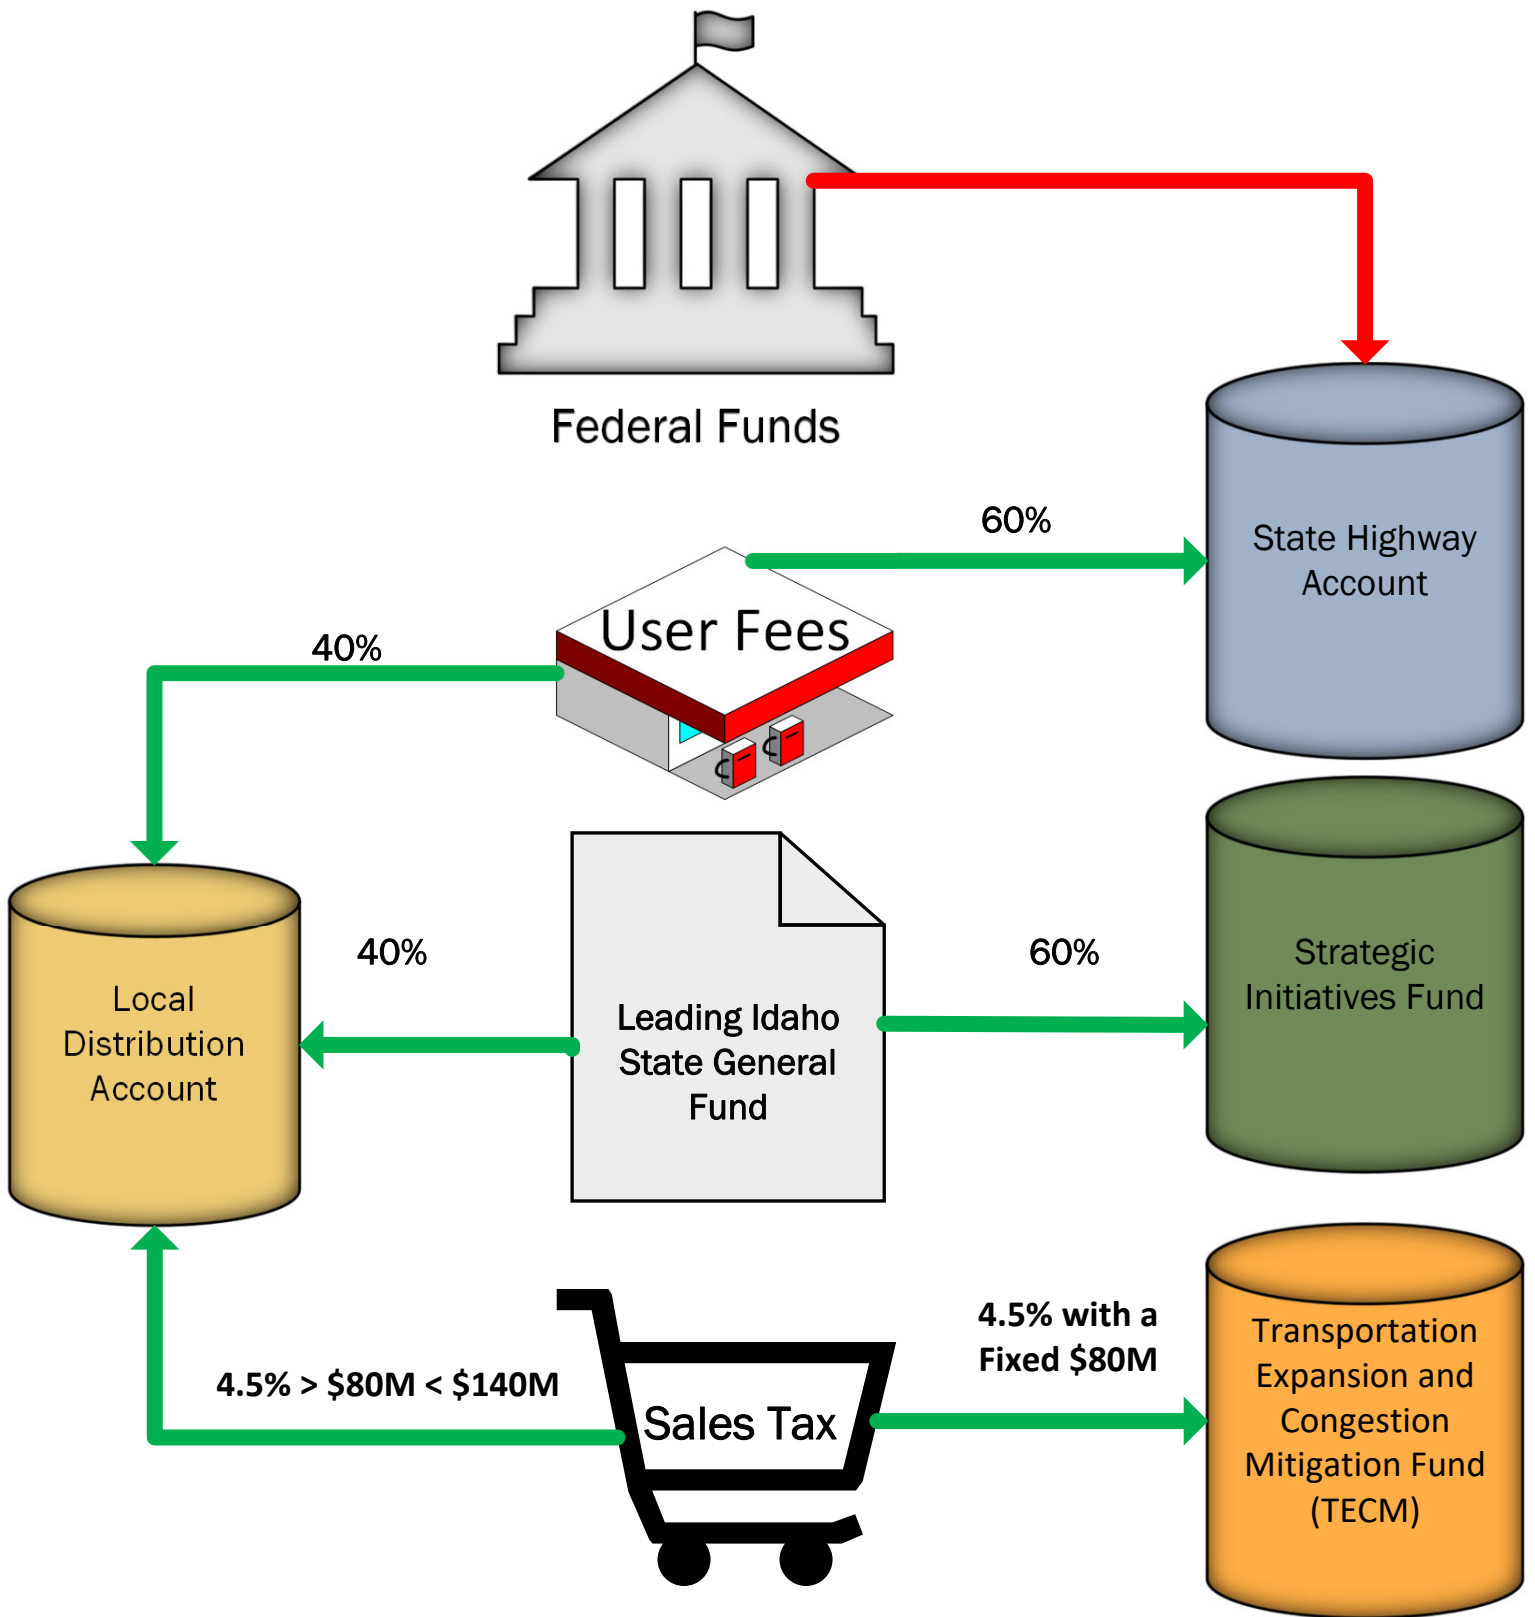 Federal Funds
60%
State Highway
Account
User Fees
40%
40%
60%
Strategic
Initiatives Fund
Local
Distribution
Account
Leading Idaho
State General
Fund
4.5% with a
Fixed $80M
Transportation
Expansion and
Congestion
Mitigation Fund
(TECM)
4.5% > $80M < $140M
Sales Tax